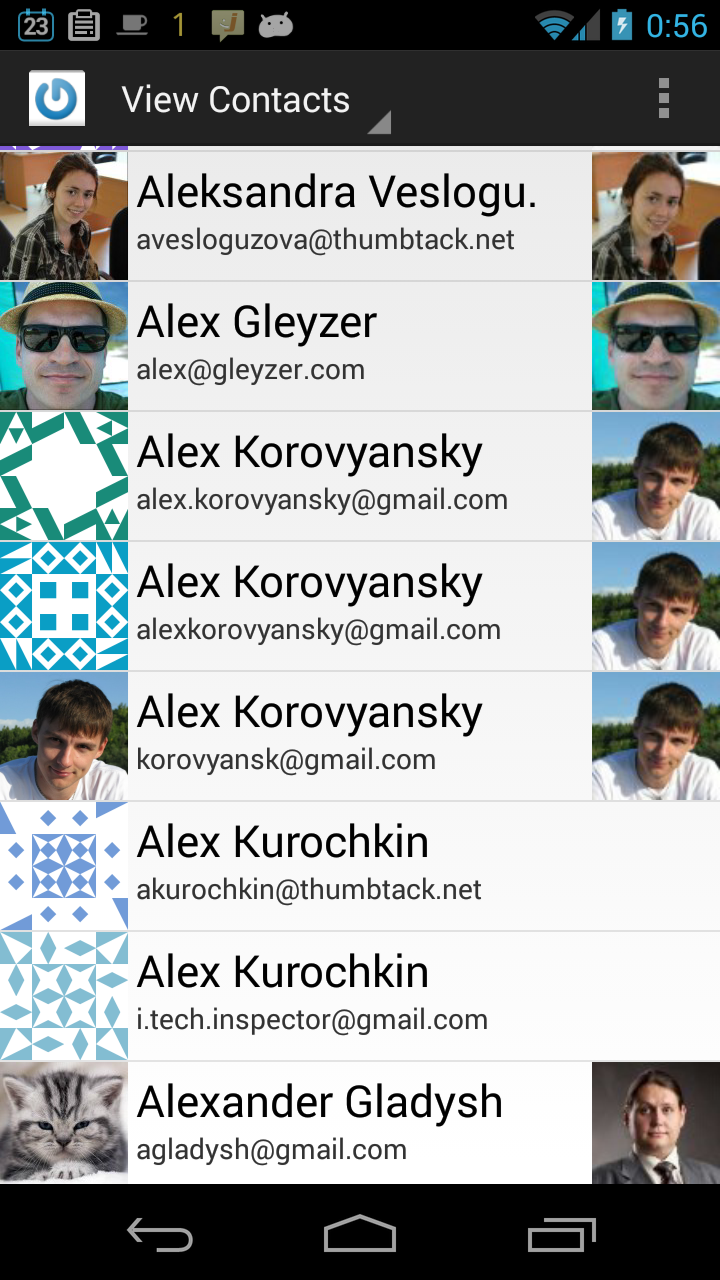 23 1 0:56
View Contacts
Aleksandra Veslogu.
avesloguzova@thumbtack.net
Alex Gleyzer
alex@gleyzer.com
Alex Korovyansky
alex.korovyansky@gmail.com
Alex Korovyansky
alexkorovyansky@gmail.com
Alex Korovyansky
korovyansk@gmail.com
Alex Kurochkin
akurochkin@thumbtack.net
Alex Kurochkin
i.tech.inspector@gmail.com
Alexander Gladysh
agladysh@gmail.com